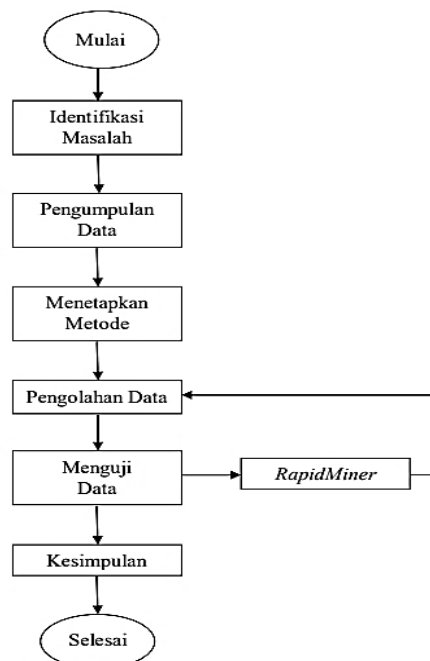 Mulai
Identifikasi
Masalah
Pengumpulan
Data
Menetapkan
Metode
Pengolahan Data
Menguji
Data
RapidMiner
Kesimpulan
Selesai